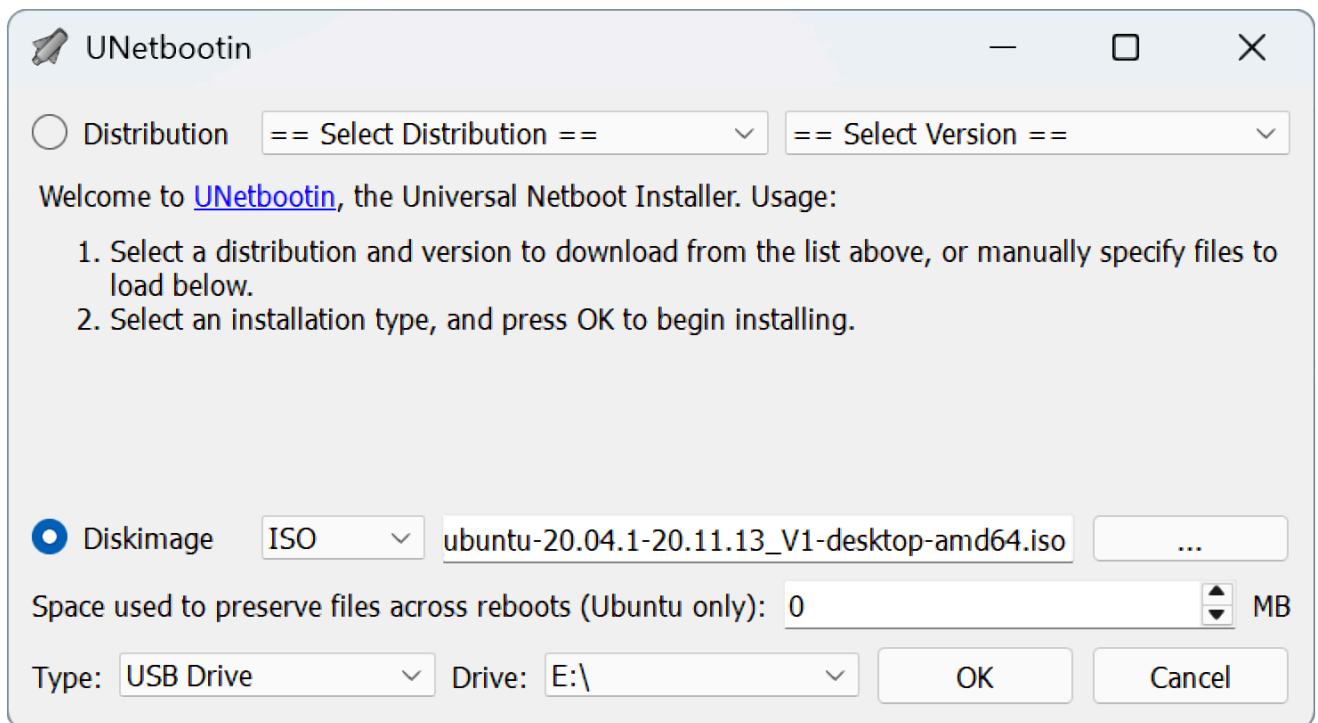 UNetbootin
Distribution == Select Distribution == == Select Version ==
Welcome to UNetbootin, the Universal Netboot Installer. Usage:
1. Select a distribution and version to download from the list above, or manually specify files to
load below.
2. Select an installation type, and press OK to begin installing.
Diskimage ISO ubuntu-20.04.1-20.11.13_V1-desktop-amd64.iso ...
Space used to preserve files across reboots (Ubuntu only): 0 MB
Type: USB Drive Drive: E:\ OK Cancel